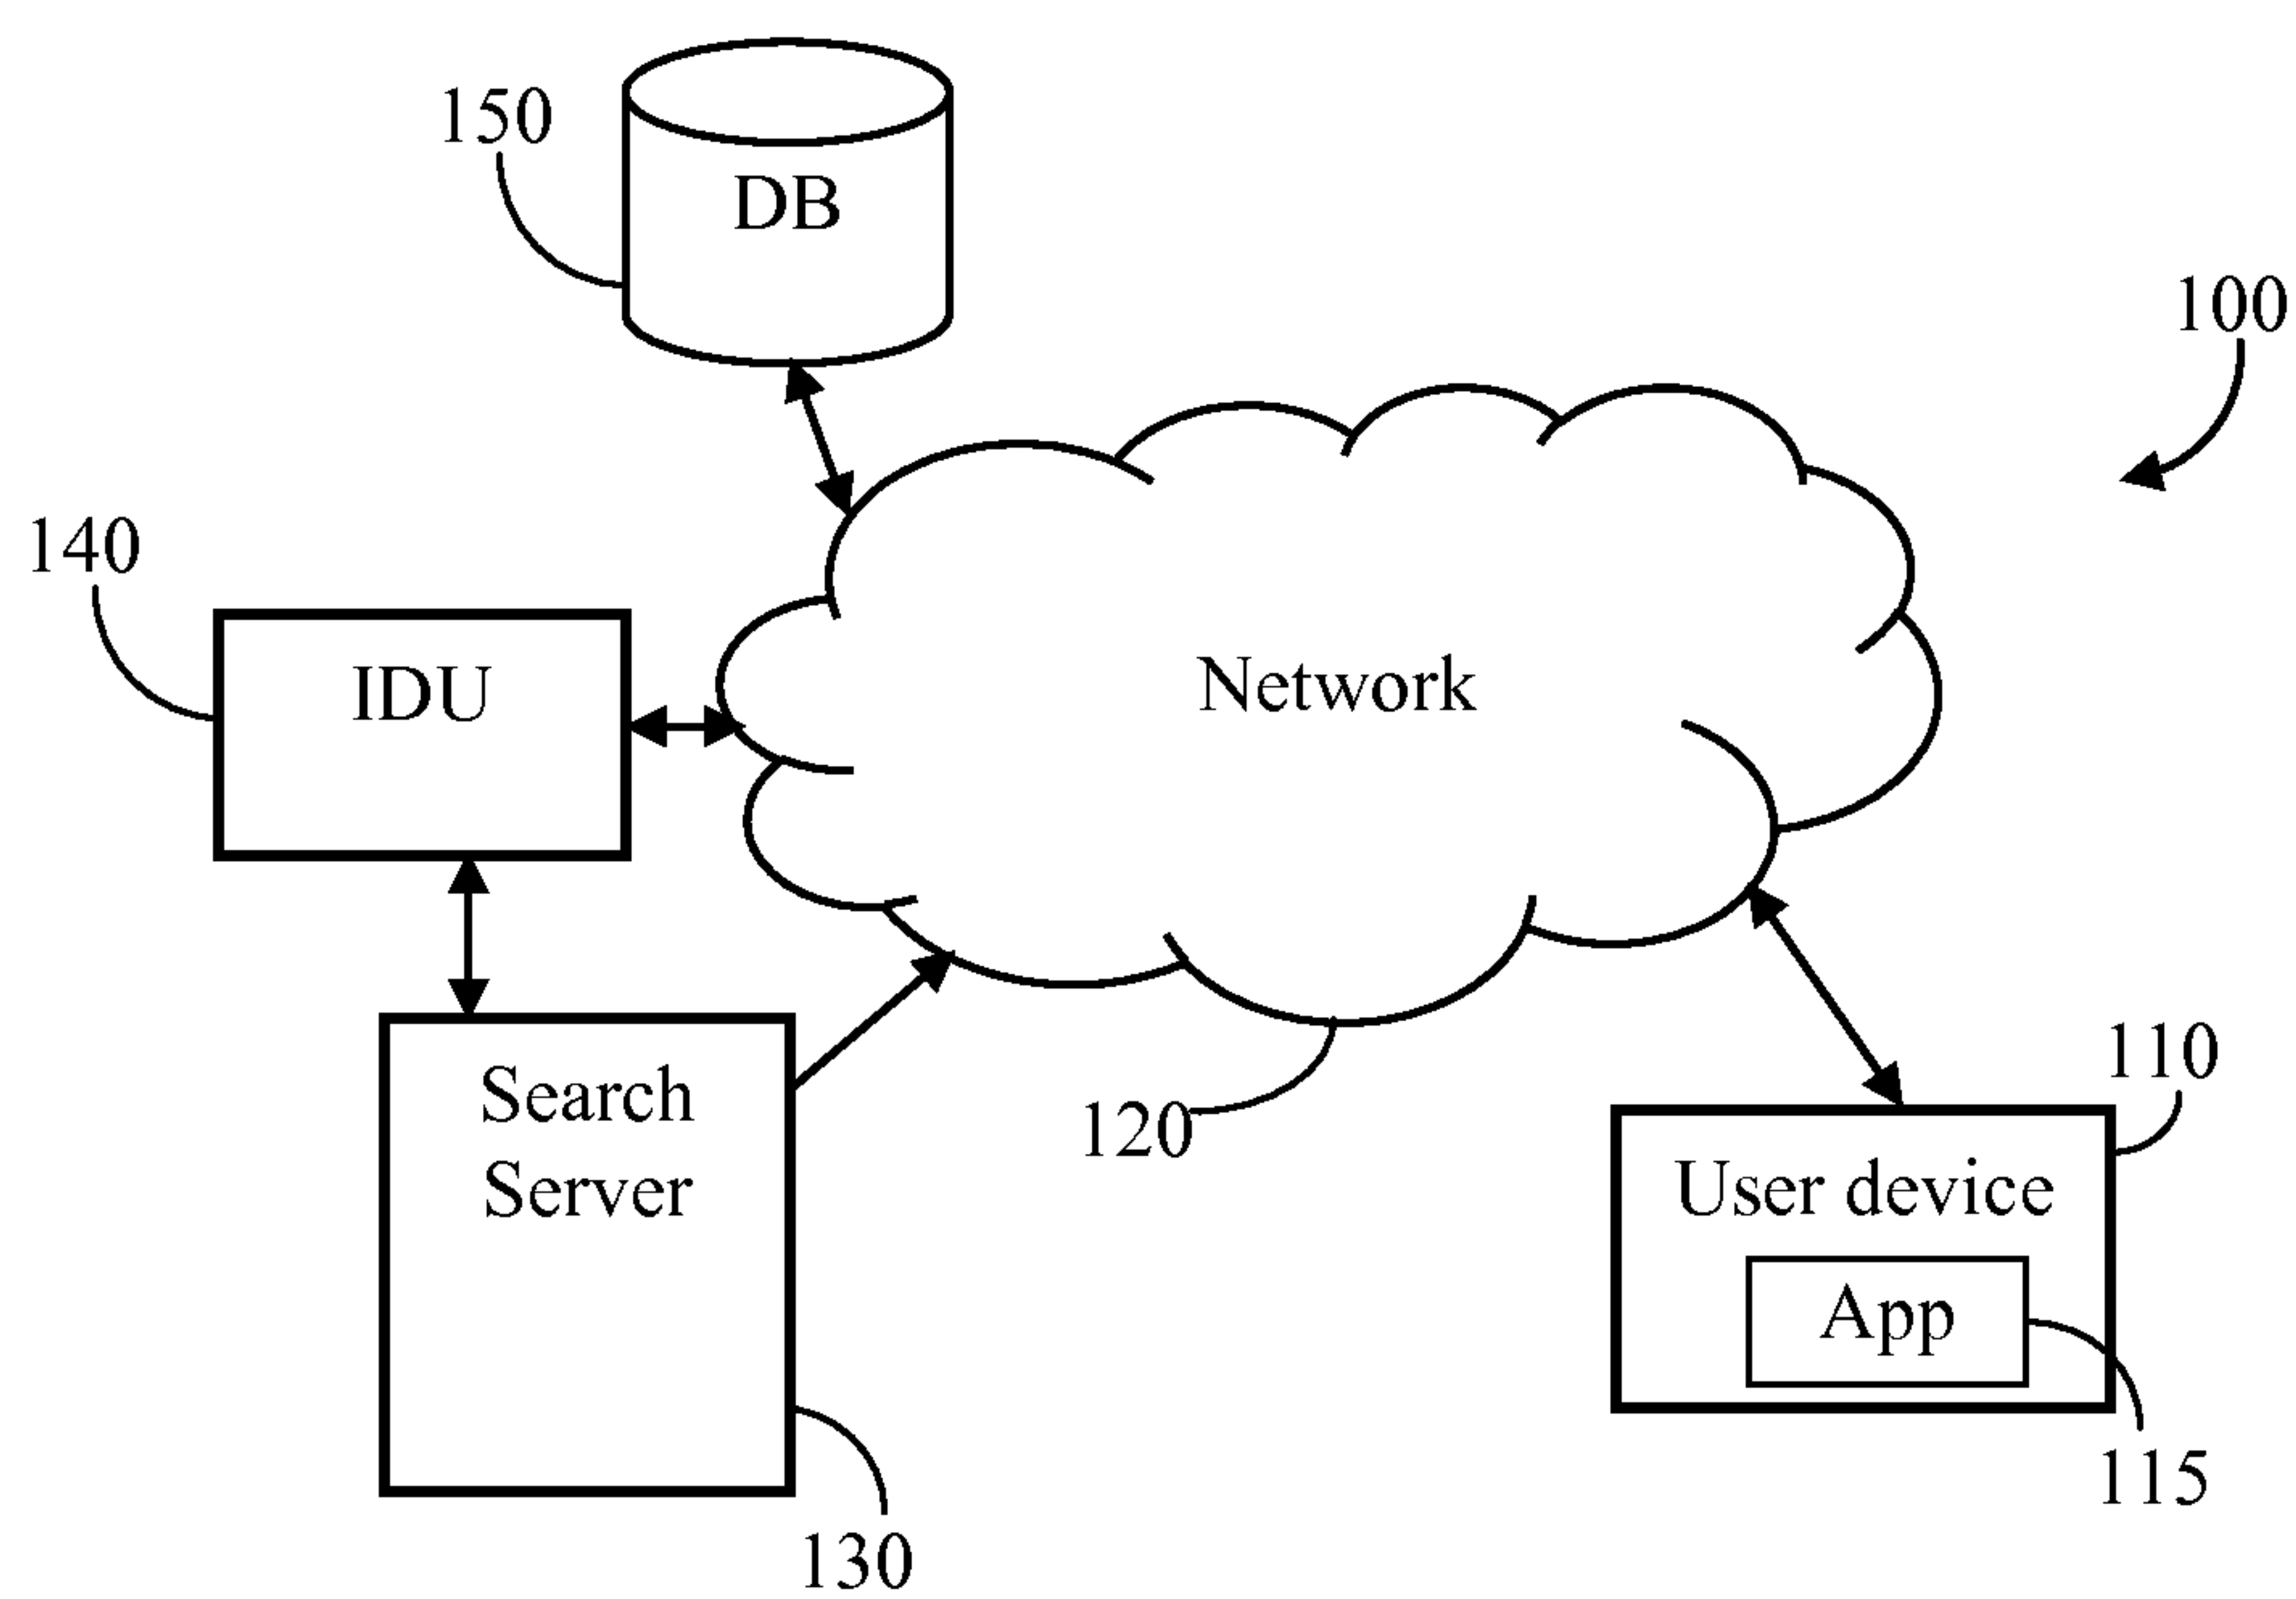 150
DB
100
140
IDU
Network
Search
Server
120
110
User device
App
115
130